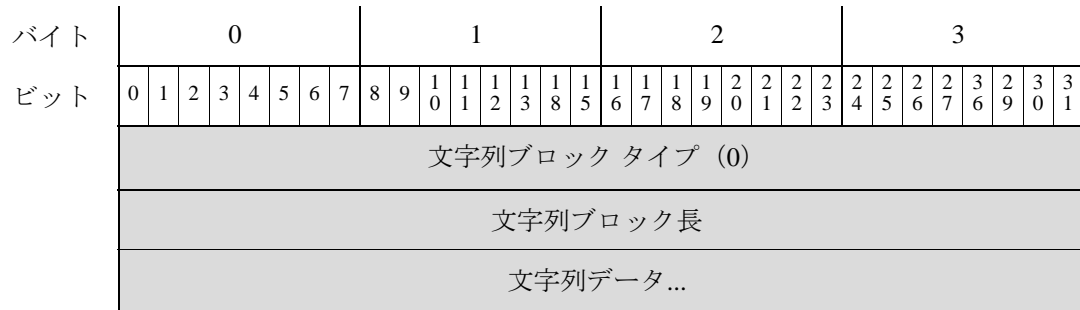 バイト 0 1 2 3
ビット 0 1 2 3 4 5 6 7 8 9 10 11 12 13 18 15 16 17 18 19 20 21 22 23 24 25 26 27 36 29 30 31
文字列ブロック タイプ (0)
文字列ブロック長
文字列データ...